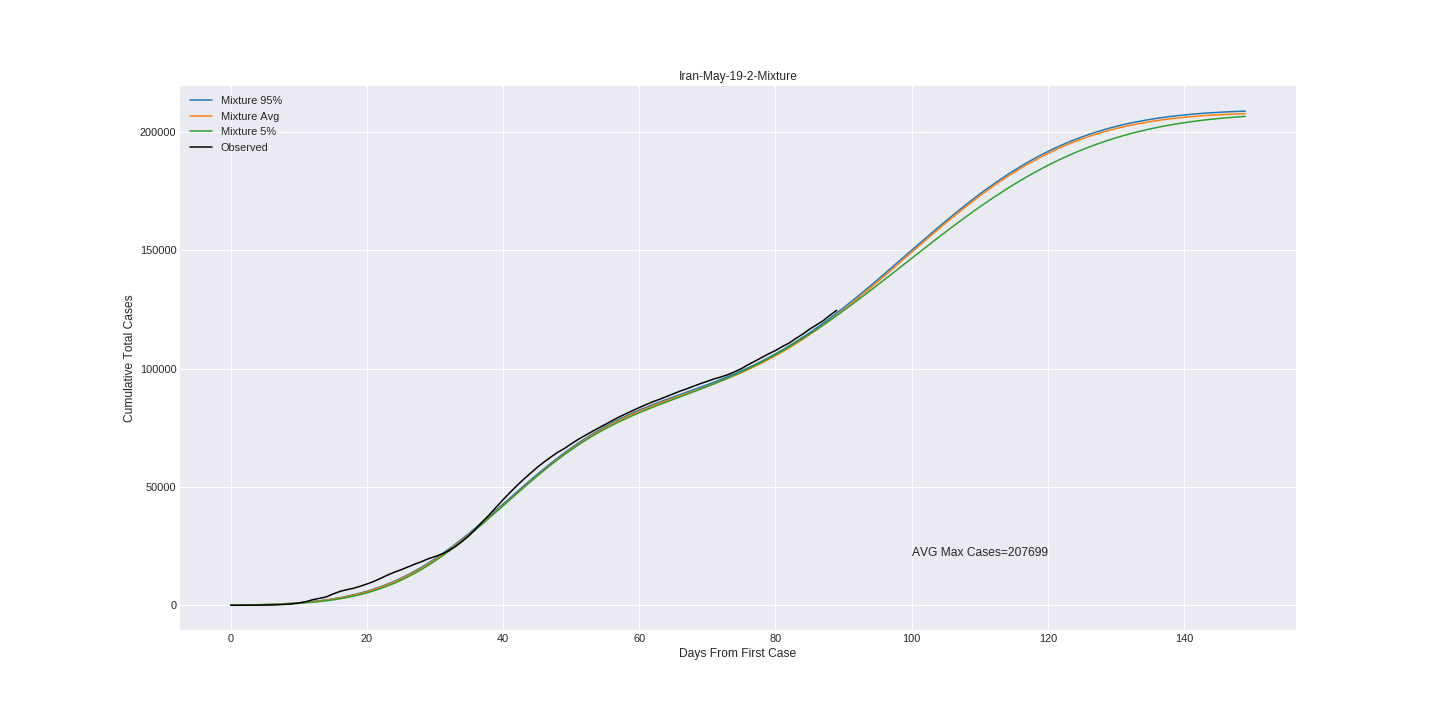 Iran-May-19-2-Mixture
Mixture 95%
Mixture Avg
Mixture 5%
Observed
200000
150000
100000
50000
0
Cumulative Total Cases
AVG Max Cases=207699
0 20 40 60 80 100 120 140
Days From First Case